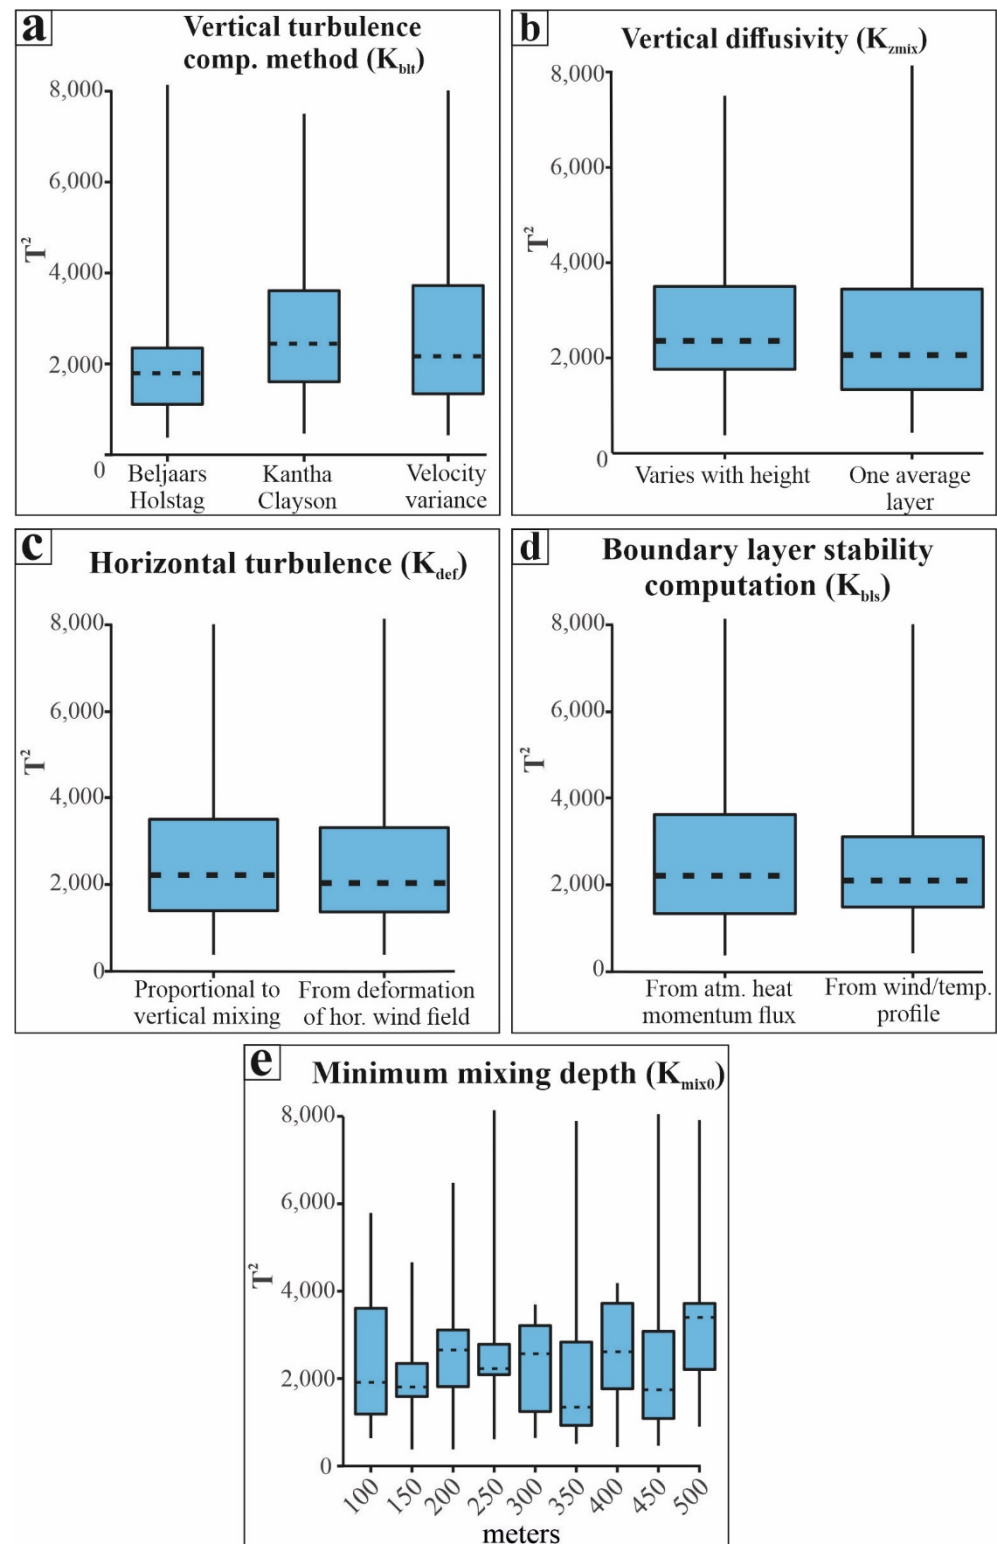 a
Vertical turbulence
comp. method (K_blt)
T²
8,000
6,000
4,000
2,000
0
Beljaars
Holstag
Kantha
Clayson
Velocity
variance
b
Vertical diffusivity (K_zmix)
T²
8,000
6,000
4,000
2,000
0
Varies with height
One average
layer
c
Horizontal turbulence (K_def)
T²
8,000
6,000
4,000
2,000
0
Proportional to
vertical mixing
From deformation
of hor. wind field
d
Boundary layer stability
computation (K_bls)
T²
8,000
6,000
4,000
2,000
0
From atm. heat
momentum flux
From wind/temp.
profile
e
Minimum mixing depth (K_mix0)
T²
8,000
6,000
4,000
2,000
0
100 150 200 250 300 350 400 450 500
meters